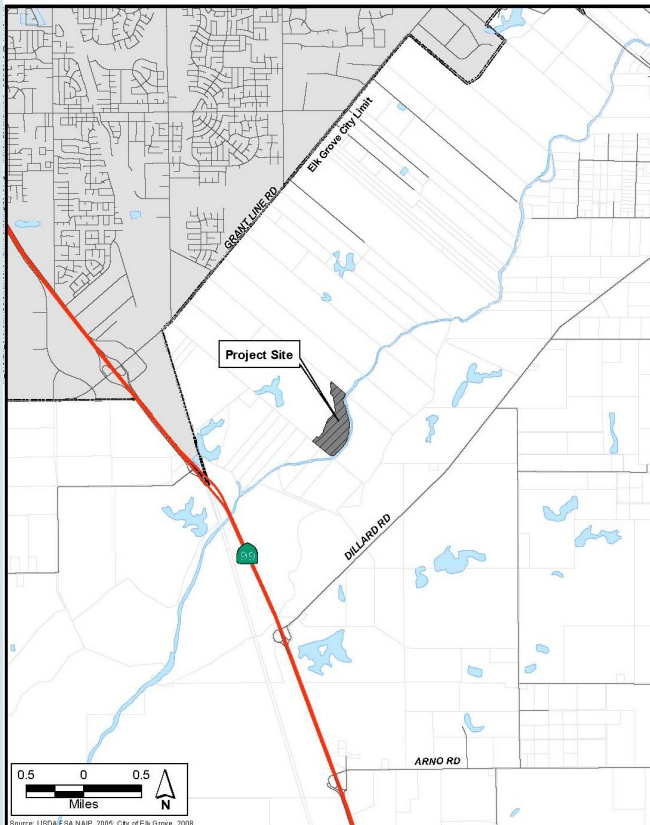 GRANT LINE RD
Elk Grove City Limit
Project Site
99
DILLARD RD
ARNO RD
0.5 0 0.5
Miles
N
Source: USDA FSA NAIP, 2005; City of Elk Grove, 2008